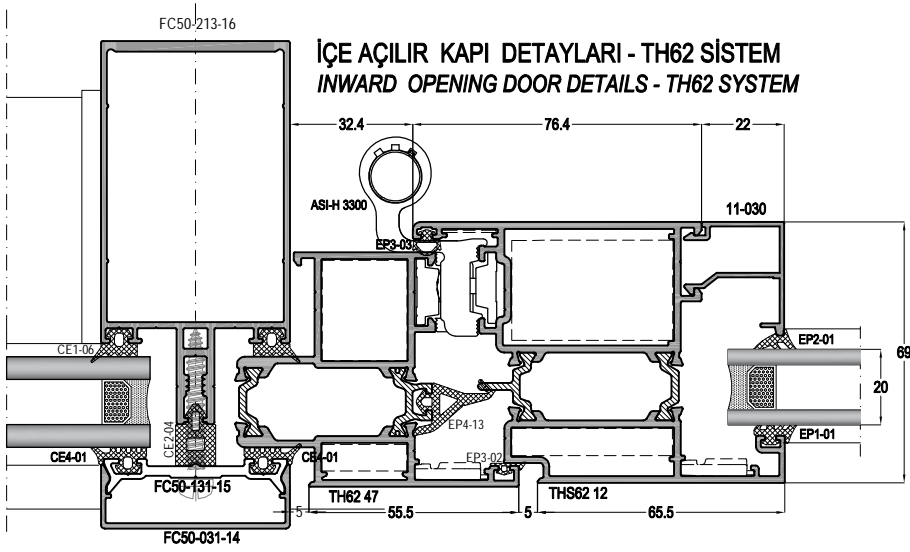 FC50-213-16
İÇE AÇILIR KAPI DETAYLARI - TH62 SİSTEM
INWARD OPENING DOOR DETAILS - TH62 SYSTEM
32.4
76.4
22
ASI-H 3300
11-030
EP3-03
CE1-06
EP2-01
69
20
CE2-04
EP4-13
EP1-01
CE4-01
CE4-01
EP3-02
FC50-131-15
TH62 47
THS62 12
5
55.5
5
65.5
FC50-031-14